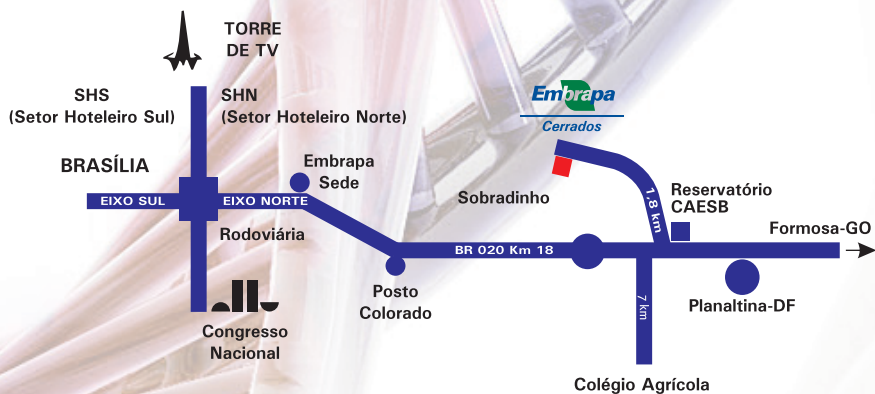 TORRE
DE TV
SHS
(Setor Hoteleiro Sul)
SHN
(Setor Hoteleiro Norte)
Embrapa
Cerrados
BRASÍLIA
Embrapa
Sede
EIXO SUL
EIXO NORTE
Rodoviária
Sobradinho
1,8 km
Reservatório
CAESB
Formosa-GO
BR 020 Km 18
Posto
Colorado
7 km
Planaltina-DF
Congresso
Nacional
Colégio Agrícola